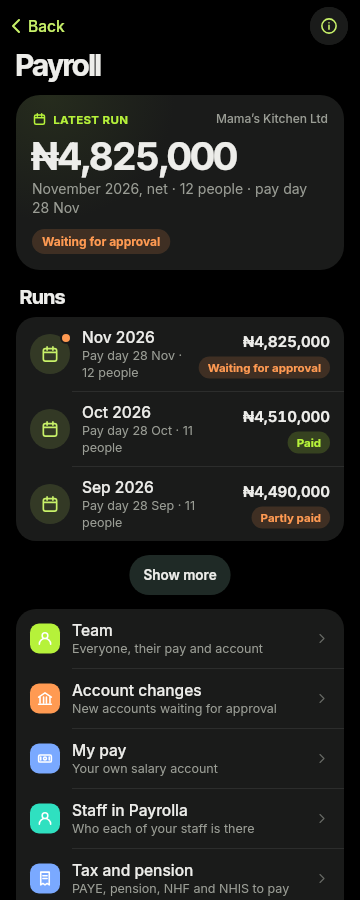 Back
Payroll
LATEST RUN
Mama's Kitchen Ltd
₦4,825,000
November 2026, net · 12 people · pay day
28 Nov
Waiting for approval
Runs
Nov 2026
₦4,825,000
Pay day 28 Nov ·
12 people
Waiting for approval
Oct 2026
₦4,510,000
Pay day 28 Oct · 11
people
Paid
Sep 2026
₦4,490,000
Pay day 28 Sep · 11
people
Partly paid
Show more
Team
Everyone, their pay and account
Account changes
New accounts waiting for approval
My pay
Your own salary account
Staff in Payrolla
Who each of your staff is there
Tax and pension
PAYE, pension, NHF and NHIS to pay